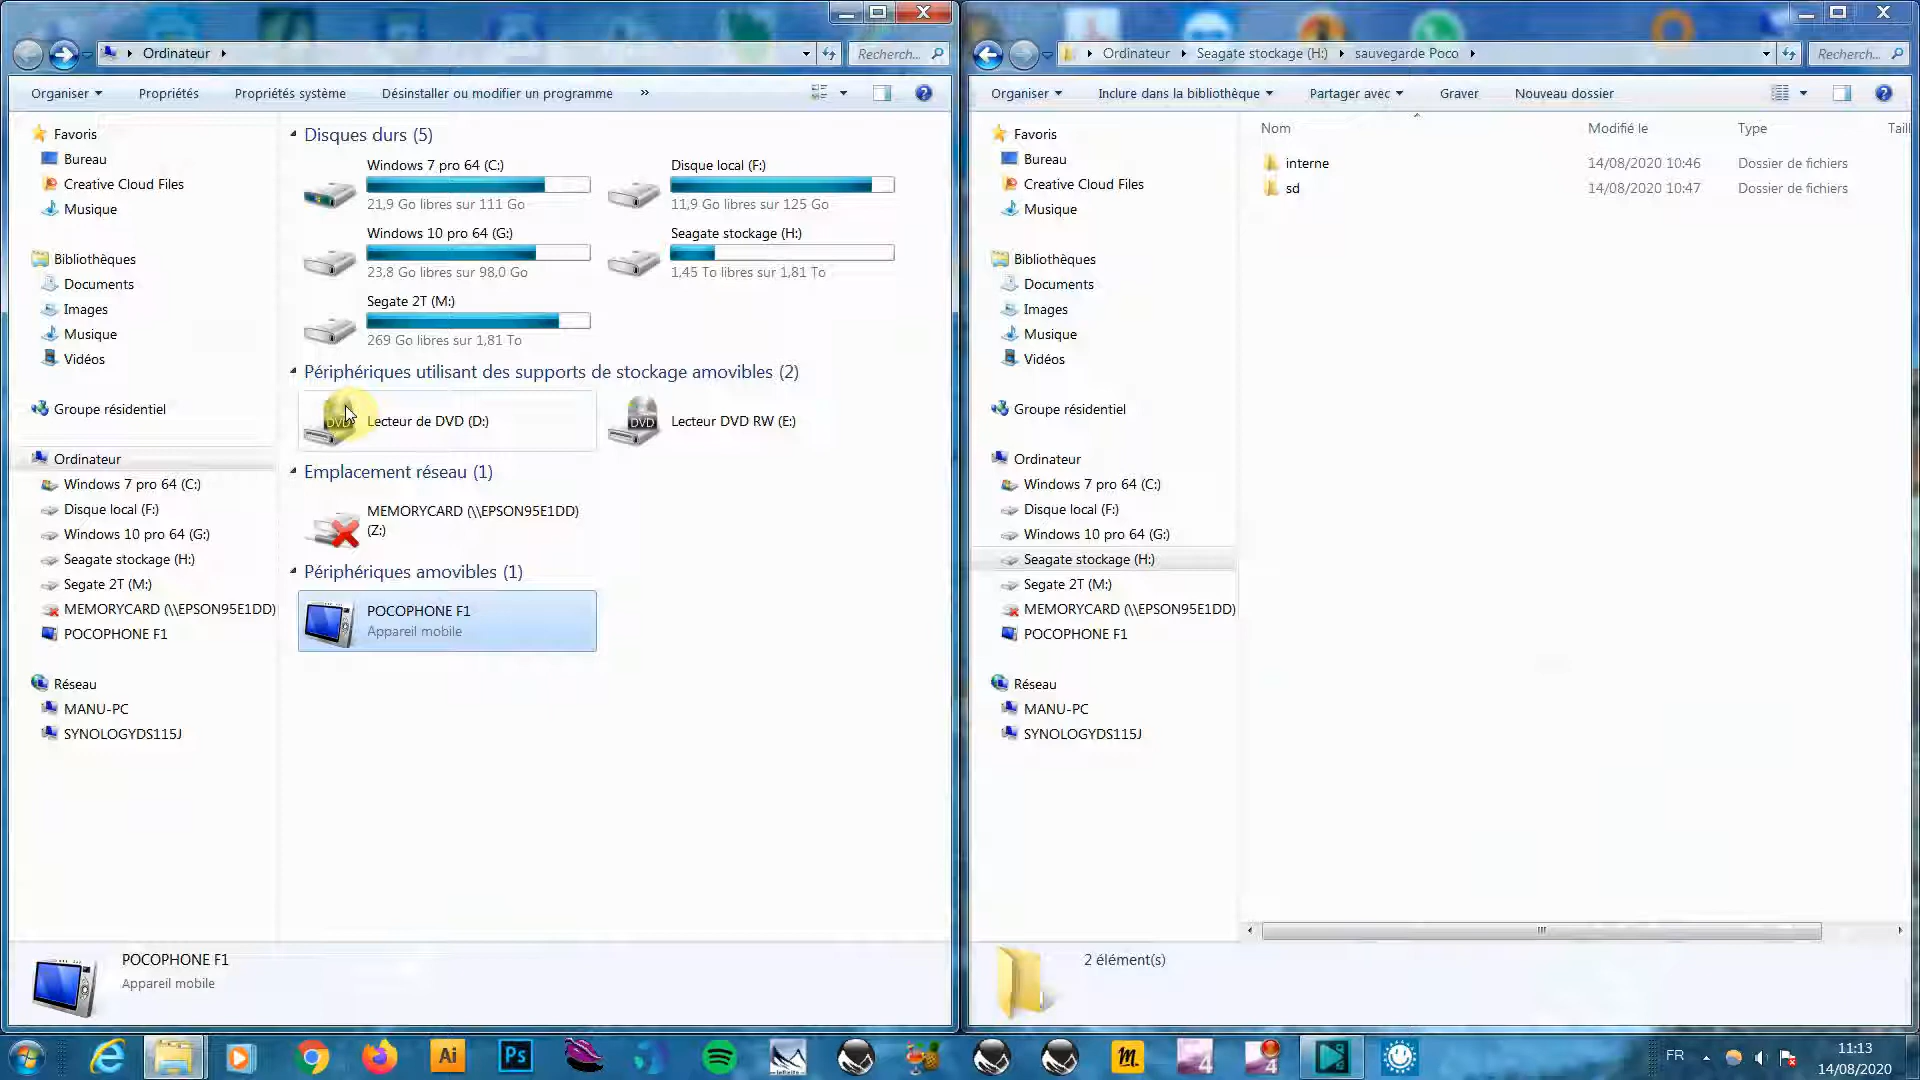 Ordinateur
Recherch...
Organiser
Propriétés
Propriétés système
Désinstaller ou modifier un programme
»
Favoris
Bureau
Creative Cloud Files
Musique
Bibliothèques
Documents
Images
Musique
Vidéos
Groupe résidentiel
Ordinateur
Windows 7 pro 64 (C:)
Disque local (F:)
Windows 10 pro 64 (G:)
Seagate stockage (H:)
Segate 2T (M:)
MEMORYCARD (\\EPSON95E1DD)
POCOPHONE F1
Réseau
MANU-PC
SYNOLOGYDS115J
Disques durs (5)
Windows 7 pro 64 (C:)
21,9 Go libres sur 111 Go
Disque local (F:)
11,9 Go libres sur 125 Go
Windows 10 pro 64 (G:)
23,8 Go libres sur 98,0 Go
Seagate stockage (H:)
1,45 To libres sur 1,81 To
Segate 2T (M:)
269 Go libres sur 1,81 To
Périphériques utilisant des supports de stockage amovibles (2)
DVD
Lecteur de DVD (D:)
DVD
Lecteur DVD RW (E:)
Emplacement réseau (1)
MEMORYCARD (\\EPSON95E1DD)
(Z:)
Périphériques amovibles (1)
POCOPHONE F1
Appareil mobile
POCOPHONE F1
Appareil mobile
Ordinateur
Seagate stockage (H:)
sauvegarde Poco
Recherch...
Organiser
Inclure dans la bibliothèque
Partager avec
Graver
Nouveau dossier
Favoris
Bureau
Creative Cloud Files
Musique
Bibliothèques
Documents
Images
Musique
Vidéos
Groupe résidentiel
Ordinateur
Windows 7 pro 64 (C:)
Disque local (F:)
Windows 10 pro 64 (G:)
Seagate stockage (H:)
Segate 2T (M:)
MEMORYCARD (\\EPSON95E1DD)
POCOPHONE F1
Réseau
MANU-PC
SYNOLOGYDS115J
Nom
Modifié le
Type
Taill
interne
14/08/2020 10:46
Dossier de fichiers
sd
14/08/2020 10:47
Dossier de fichiers
2 élément(s)
Ai
Ps
m
4
4
FR
11:13
14/08/2020